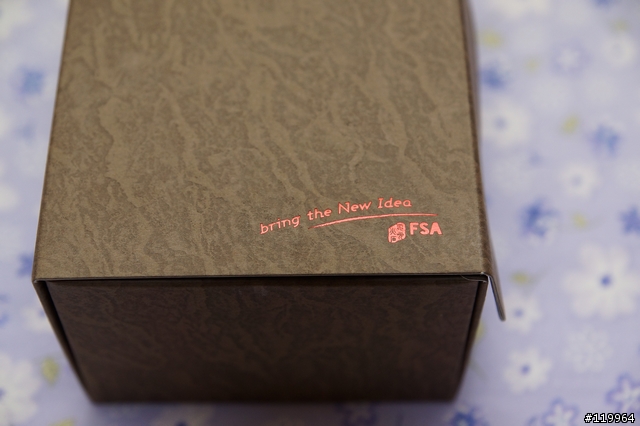 bring the New Idea
FSA
#119964